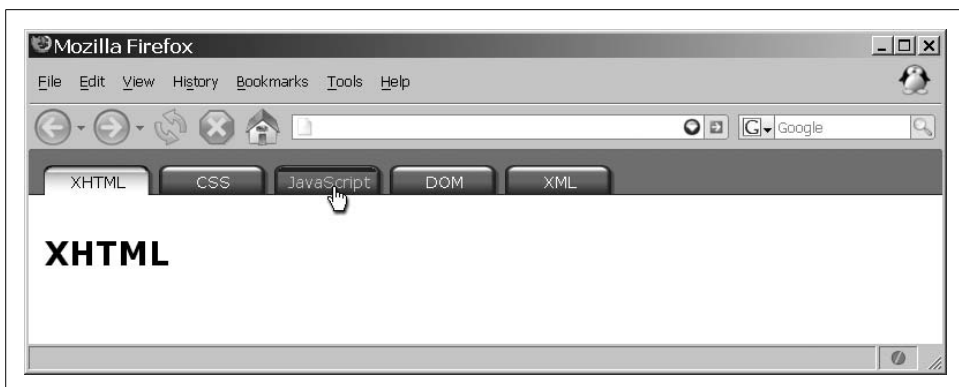 Mozilla Firefox
File Edit View History Bookmarks Tools Help
G Google
XHTML CSS JavaScript DOM XML
XHTML